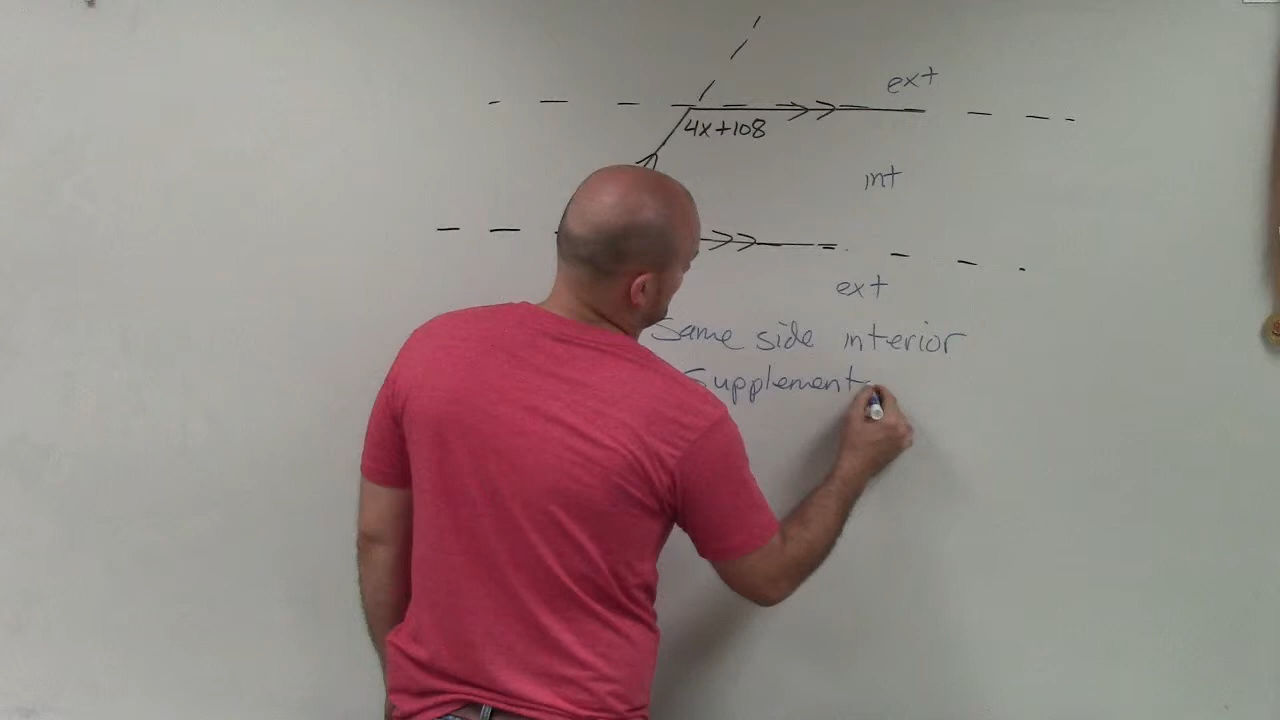 ext
4x+108
int
ext
Same side interior
Supplement